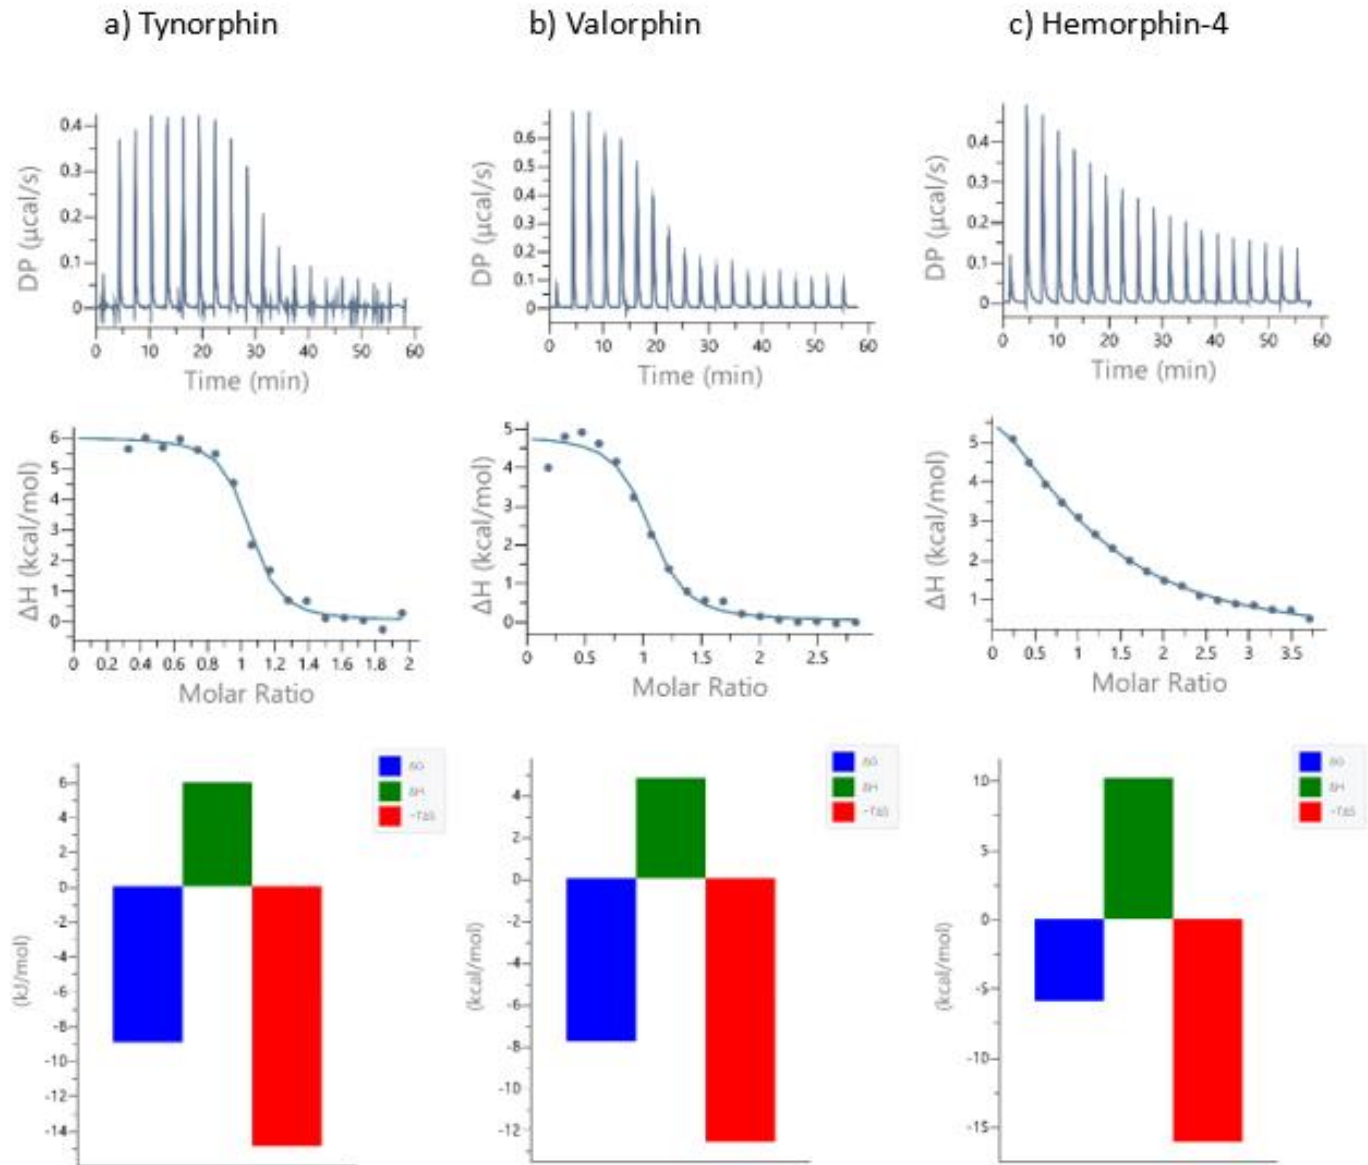 a) Tynorphin
b) Valorphin
c) Hemorphin-4
DP (µcal/s)
0.4
0.3
0.2
0.1
0
0 10 20 30 40 50 60
Time (min)
DP (µcal/s)
0.6
0.5
0.4
0.3
0.2
0.1
0
0 10 20 30 40 50 60
Time (min)
DP (µcal/s)
0.4
0.3
0.2
0.1
0
0 10 20 30 40 50 60
Time (min)
ΔH (kcal/mol)
6
5
4
3
2
1
0
0 0.2 0.4 0.6 0.8 1 1.2 1.4 1.6 1.8 2
Molar Ratio
ΔH (kcal/mol)
5
4
3
2
1
0
0 0.5 1 1.5 2 2.5
Molar Ratio
ΔH (kcal/mol)
5
4
3
2
1
0 0.5 1 1.5 2 2.5 3 3.5
Molar Ratio
(kJ/mol)
6
4
2
0
-2
-4
-6
-8
-10
-12
-14
ΔG
ΔH
-TΔS
(kcal/mol)
4
2
0
-2
-4
-6
-8
-10
-12
ΔG
ΔH
-TΔS
(kcal/mol)
10
5
0
-5
-10
-15
ΔG
ΔH
-TΔS